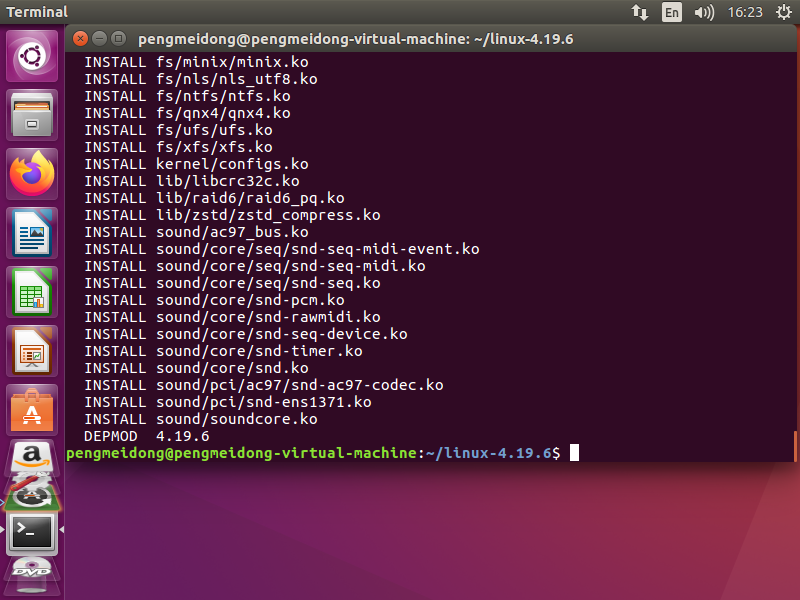 Terminal
En
16:23
pengmeidong@pengmeidong-virtual-machine: ~/linux-4.19.6
INSTALL fs/minix/minix.ko
INSTALL fs/nls/nls_utf8.ko
INSTALL fs/ntfs/ntfs.ko
INSTALL fs/qnx4/qnx4.ko
INSTALL fs/ufs/ufs.ko
INSTALL fs/xfs/xfs.ko
INSTALL kernel/configs.ko
INSTALL lib/libcrc32c.ko
INSTALL lib/raid6/raid6_pq.ko
INSTALL lib/zstd/zstd_compress.ko
INSTALL sound/ac97_bus.ko
INSTALL sound/core/seq/snd-seq-midi-event.ko
INSTALL sound/core/seq/snd-seq-midi.ko
INSTALL sound/core/seq/snd-seq.ko
INSTALL sound/core/snd-pcm.ko
INSTALL sound/core/snd-rawmidi.ko
INSTALL sound/core/snd-seq-device.ko
INSTALL sound/core/snd-timer.ko
INSTALL sound/core/snd.ko
INSTALL sound/pci/ac97/snd-ac97-codec.ko
INSTALL sound/pci/snd-ens1371.ko
INSTALL sound/soundcore.ko
DEPMOD  4.19.6
pengmeidong@pengmeidong-virtual-machine:~/linux-4.19.6$
A
a
>_
DVD